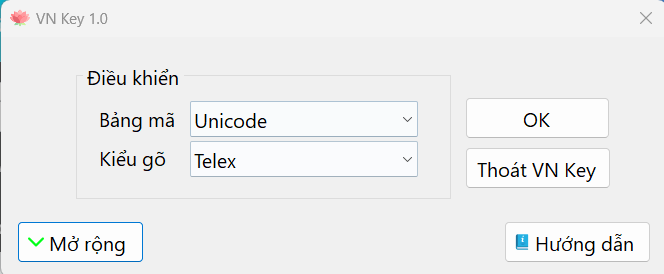 VN Key 1.0
Điều khiển
Bảng mã Unicode
OK
Kiểu gõ Telex
Thoát VN Key
Mở rộng
Hướng dẫn